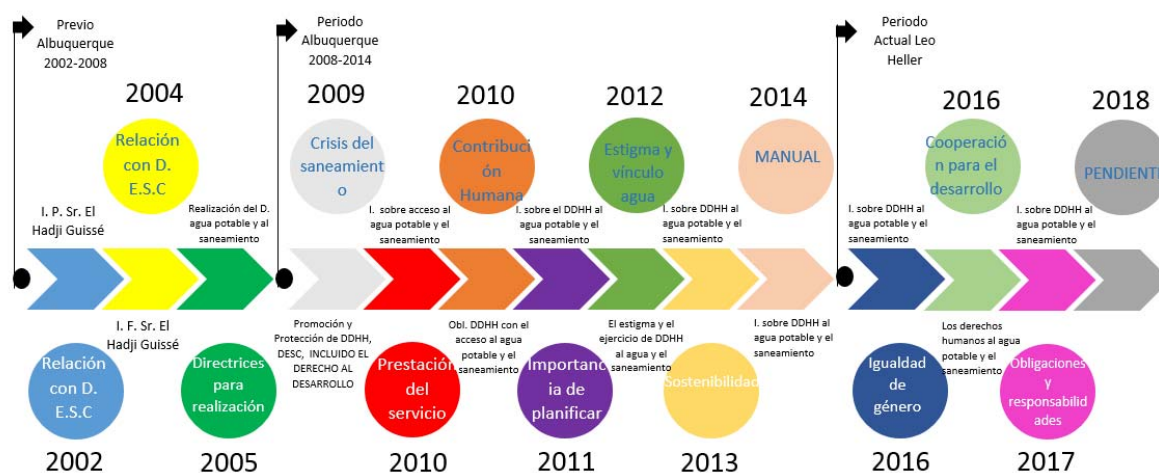 Previo
Albuquerque
2002-2008
Periodo
Albuquerque
2008-2014
Periodo
Actual Leo
Heller
2004
2009
2010
2012
2014
2016
2018
Relación
con D.
E.S.C
Crisis del
saneamient
o
Contribuci
ón
Humana
Estigma y
vínculo
agua
MANUAL
Cooperació
n para el
desarrollo
PENDIENTE
I. P. Sr. El
Hadji Guissé
Realización del D.
agua potable y al
saneamiento
I. sobre acceso al
agua potable y el
saneamiento
I. sobre el DDHH al
agua potable y el
saneamiento
I. sobre DDHH al
agua potable y el
saneamiento
I. sobre DDHH al
agua potable y el
saneamiento
I. sobre DDHH al
agua potable y el
saneamiento
I. F. Sr. El
Hadji Guissé
Promoción y
Protección de DDHH,
DESC, INCLUIDO EL
DERECHO AL
DESARROLLO
Obl. DDHH con el
acceso al agua
potable y el
saneamiento
El estigma y el
ejercicio de DDHH
al agua y el
saneamiento
I. sobre DDHH al
agua potable y el
saneamiento
Los derechos
humanos al agua
potable y el
saneamiento
Relación
con D.
E.S.C
Directrices
para
realización
Prestación
del
servicio
Importanc
ia de
planificar
Sostenibilidad
Igualdad
de
género
Obligaciones
y
responsabilid
ades
2002
2005
2010
2011
2013
2016
2017